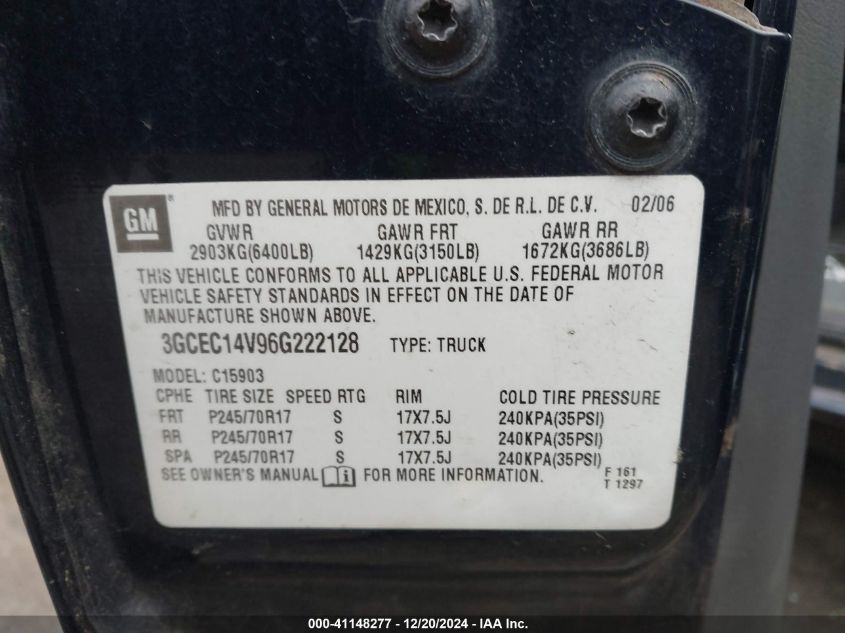 GM ® MFD BY GENERAL MOTORS DE MEXICO, S. DE R.L. DE C.V. 02/06
GVWR GAWR FRT GAWR RR
2903KG(6400LB) 1429KG(3150LB) 1672KG(3686LB)
THIS VEHICLE CONFORMS TO ALL APPLICABLE U.S. FEDERAL MOTOR
VEHICLE SAFETY STANDARDS IN EFFECT ON THE DATE OF
MANUFACTURE SHOWN ABOVE.
3GCEC14V96G222128 TYPE: TRUCK
MODEL: C15903
CPHE TIRE SIZE SPEED RTG RIM COLD TIRE PRESSURE
FRT P245/70R17 S 17X7.5J 240KPA(35PSI)
RR P245/70R17 S 17X7.5J 240KPA(35PSI)
SPA P245/70R17 S 17X7.5J 240KPA(35PSI)
SEE OWNER'S MANUAL FOR MORE INFORMATION. F 161
T 1297
000-41148277 - 12/20/2024 - IAA Inc.